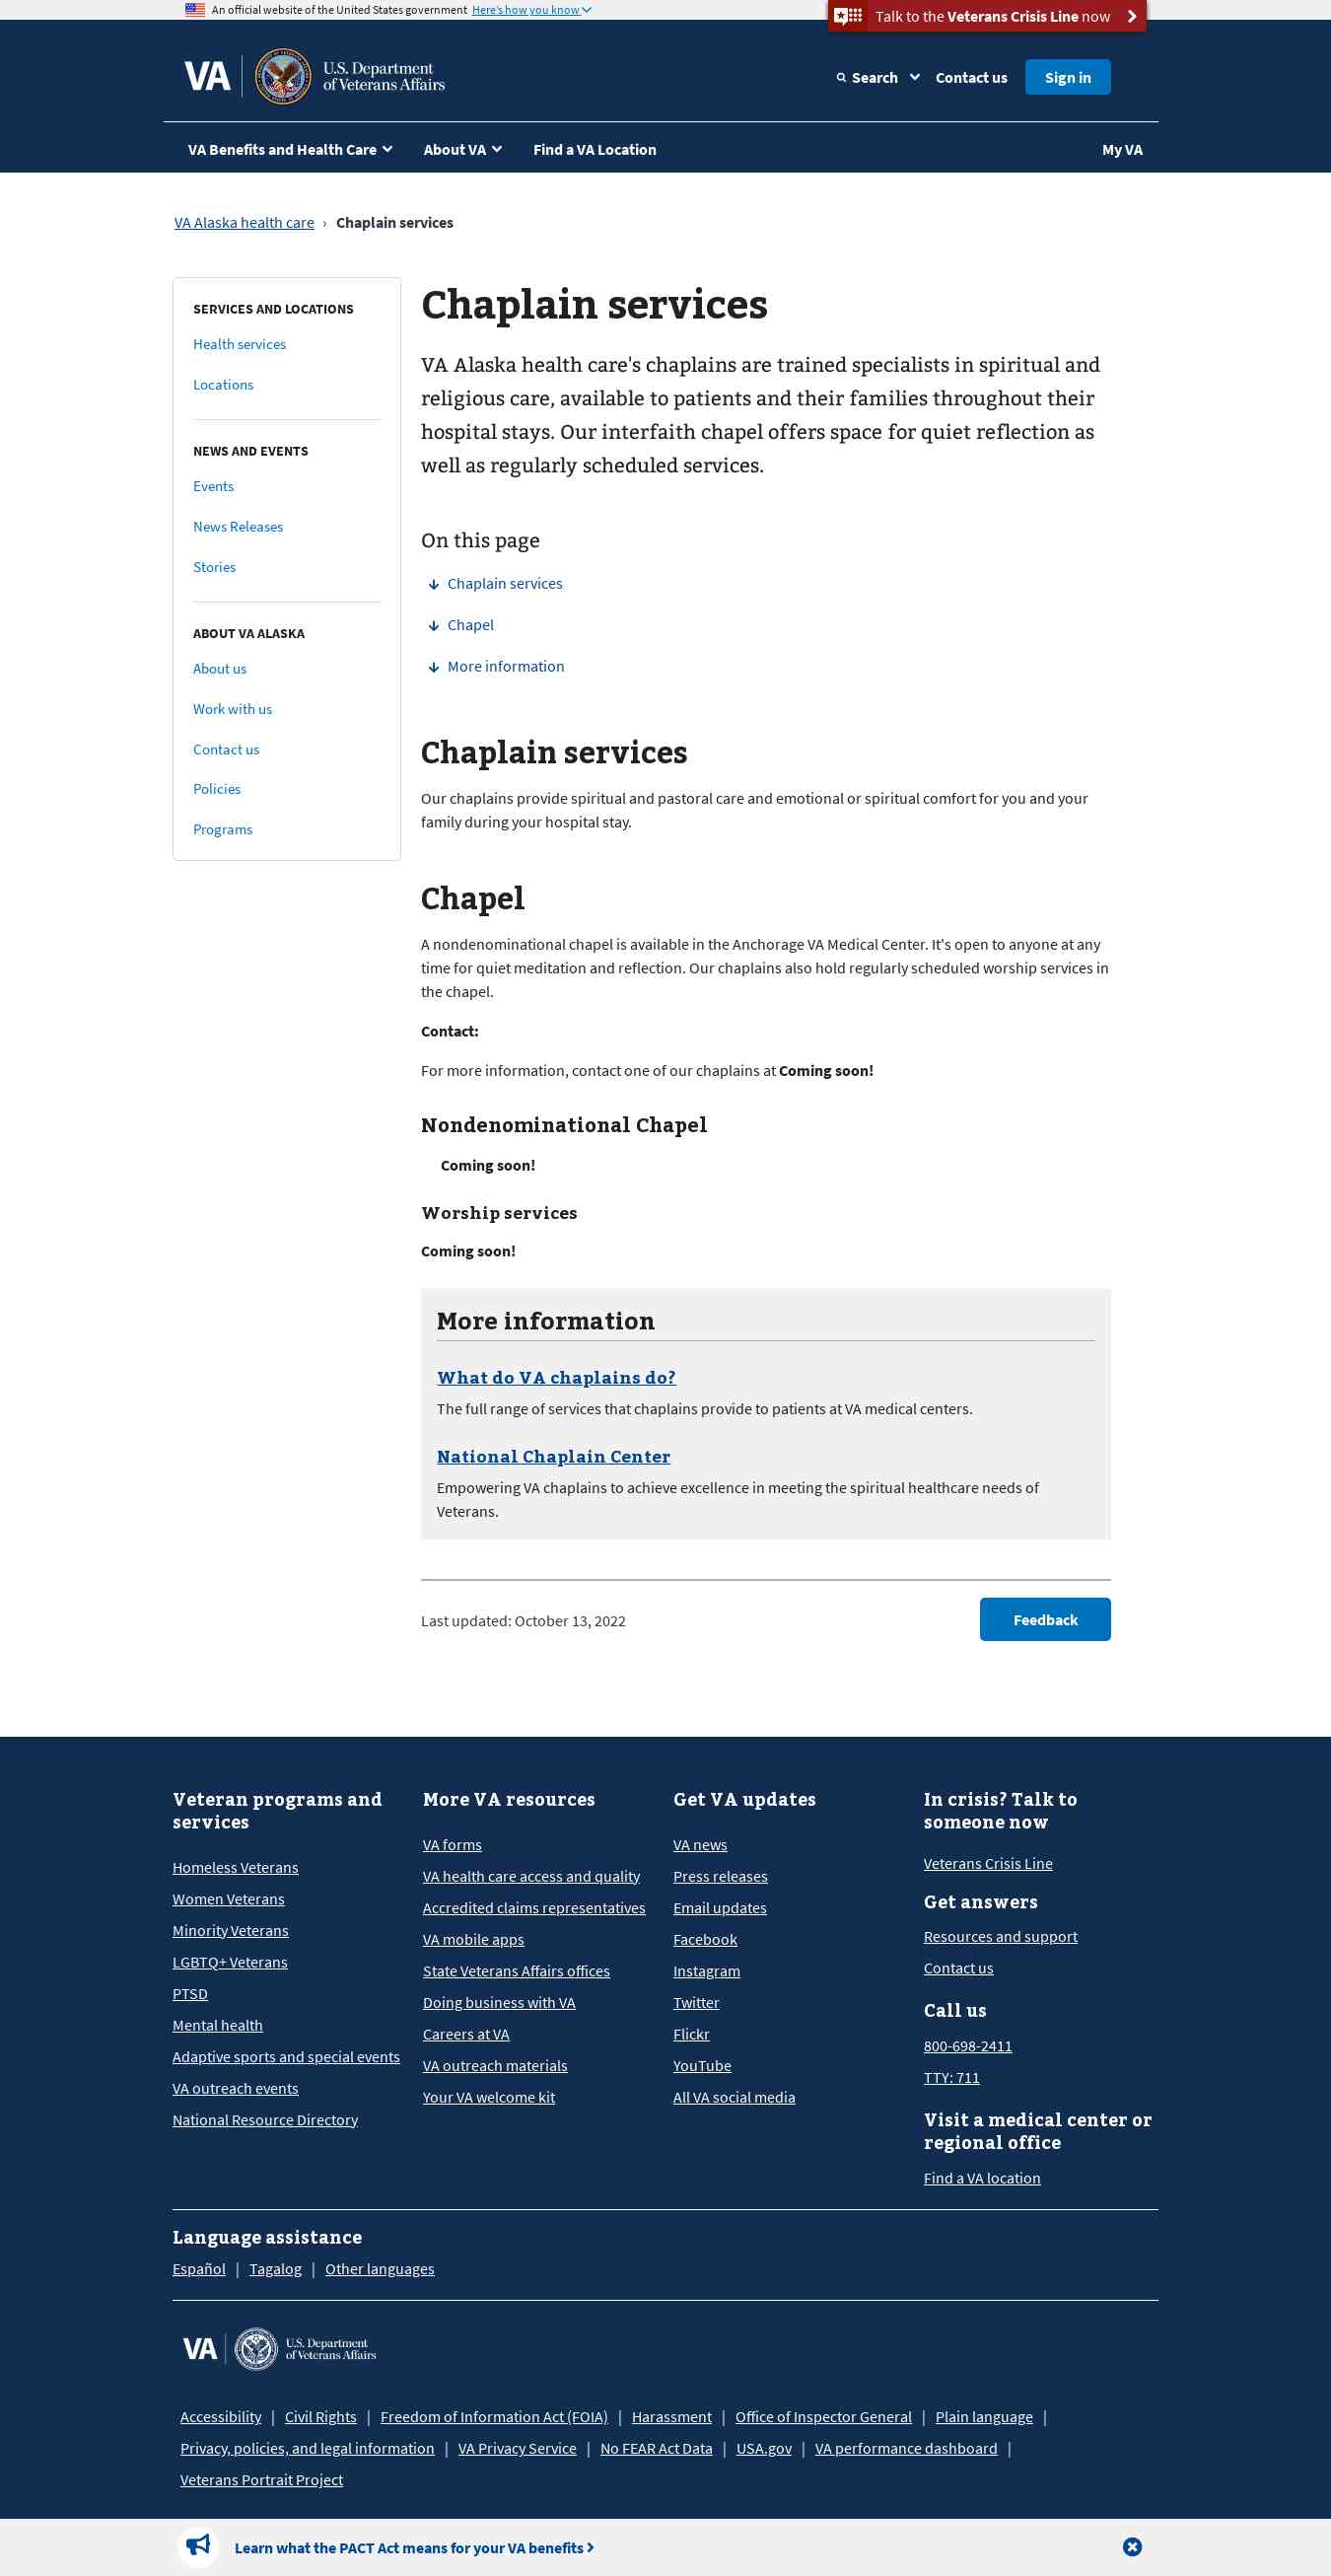 An official website of the United States government Here's how you know
Talk to the Veterans Crisis Line now
VA U.S. Department
of Veterans Affairs
Search Contact us Sign in
VA Benefits and Health Care About VA Find a VA Location My VA
VA Alaska health care › Chaplain services
SERVICES AND LOCATIONS
Health services
Locations
NEWS AND EVENTS
Events
News Releases
Stories
ABOUT VA ALASKA
About us
Work with us
Contact us
Policies
Programs
Chaplain services
VA Alaska health care's chaplains are trained specialists in spiritual and
religious care, available to patients and their families throughout their
hospital stays. Our interfaith chapel offers space for quiet reflection as
well as regularly scheduled services.
On this page
Chaplain services
Chapel
More information
Chaplain services
Our chaplains provide spiritual and pastoral care and emotional or spiritual comfort for you and your
family during your hospital stay.
Chapel
A nondenominational chapel is available in the Anchorage VA Medical Center. It's open to anyone at any
time for quiet meditation and reflection. Our chaplains also hold regularly scheduled worship services in
the chapel.
Contact:
For more information, contact one of our chaplains at Coming soon!
Nondenominational Chapel
Coming soon!
Worship services
Coming soon!
More information
What do VA chaplains do?
The full range of services that chaplains provide to patients at VA medical centers.
National Chaplain Center
Empowering VA chaplains to achieve excellence in meeting the spiritual healthcare needs of
Veterans.
Last updated: October 13, 2022
Feedback
Veteran programs and
services
Homeless Veterans
Women Veterans
Minority Veterans
LGBTQ+ Veterans
PTSD
Mental health
Adaptive sports and special events
VA outreach events
National Resource Directory
More VA resources
VA forms
VA health care access and quality
Accredited claims representatives
VA mobile apps
State Veterans Affairs offices
Doing business with VA
Careers at VA
VA outreach materials
Your VA welcome kit
Get VA updates
VA news
Press releases
Email updates
Facebook
Instagram
Twitter
Flickr
YouTube
All VA social media
In crisis? Talk to
someone now
Veterans Crisis Line
Get answers
Resources and support
Contact us
Call us
800-698-2411
TTY: 711
Visit a medical center or
regional office
Find a VA location
Language assistance
Español | Tagalog | Other languages
VA U.S. Department
of Veterans Affairs
Accessibility | Civil Rights | Freedom of Information Act (FOIA) | Harassment | Office of Inspector General | Plain language |
Privacy, policies, and legal information | VA Privacy Service | No FEAR Act Data | USA.gov | VA performance dashboard |
Veterans Portrait Project
Learn what the PACT Act means for your VA benefits